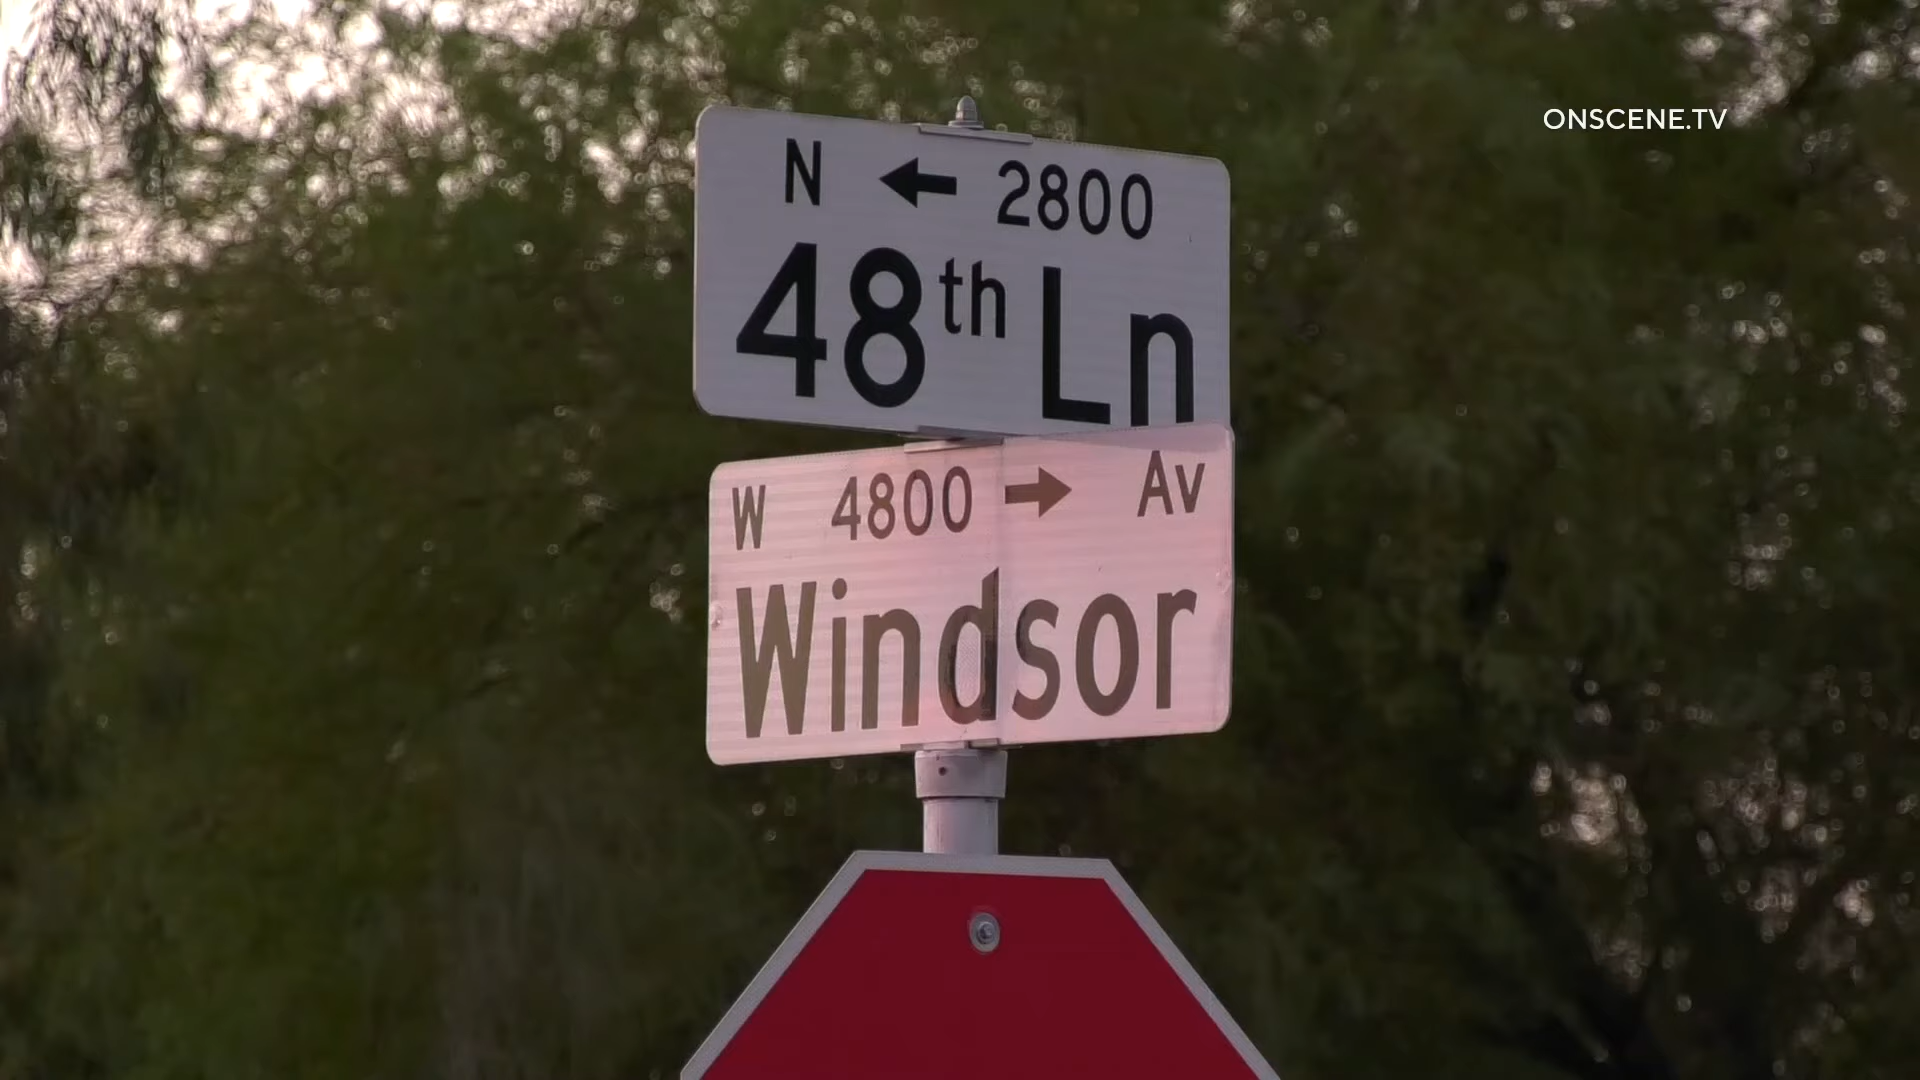 ONSCENE.TV
N ← 2800
48th Ln
W 4800 → Av
Windsor